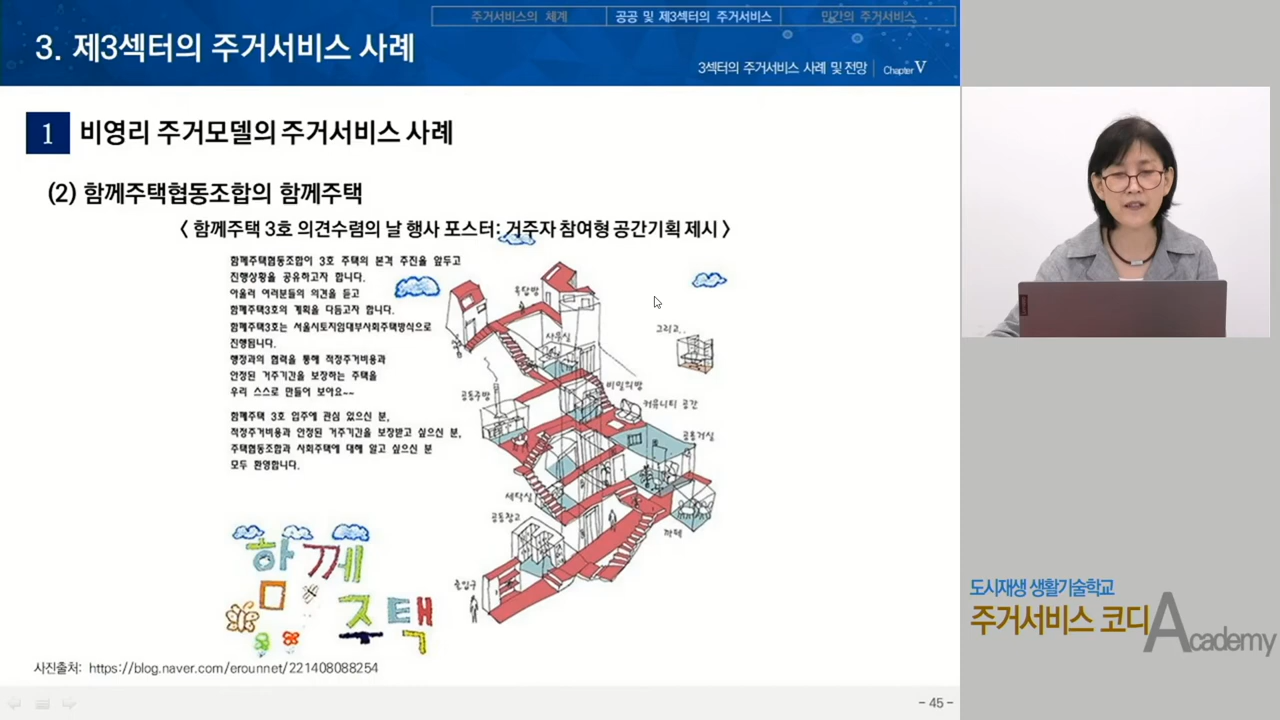 주거서비스의 체계
공공 및 제3섹터의 주거서비스
민간의 주거서비스
3. 제3섹터의 주거서비스 사례
3섹터의 주거서비스 사례 및 전망
Chapter V
1
비영리 주거모델의 주거서비스 사례
(2) 함께주택협동조합의 함께주택
< 함께주택 3호 의견수렴의 날 행사 포스터: 거주자 참여형 공간기획 제시 >
함께주택협동조합이 3호 주택의 본격 추진을 앞두고
진행상황을 공유하고자 합니다.
아울러 여러분들의 의견을 듣고
함께주택3호의 계획을 다듬고자 합니다.
함께주택3호는 서울시토지임대부사회주택방식으로
진행됩니다.
행정과의 협력을 통해 적정주거비용과
안정된 거주기간을 보장하는 주택을
우리 스스로 만들어 보아요~~
함께주택 3호 입주에 관심 있으신 분,
적정주거비용과 안정된 거주기간을 보장받고 싶으신 분,
주택협동조합과 사회주택에 대해 알고 싶으신 분
모두 환영합니다.
옥탑방
사무실
그리고..
비밀의방
공동주방
커뮤니티 공간
공동거실
세탁실
공동창고
까페
출입구
함께
주택
사진출처: https://blog.naver.com/erounnet/221408088254
- 45 -
도시재생 생활기술학교
주거서비스 코디 Academy